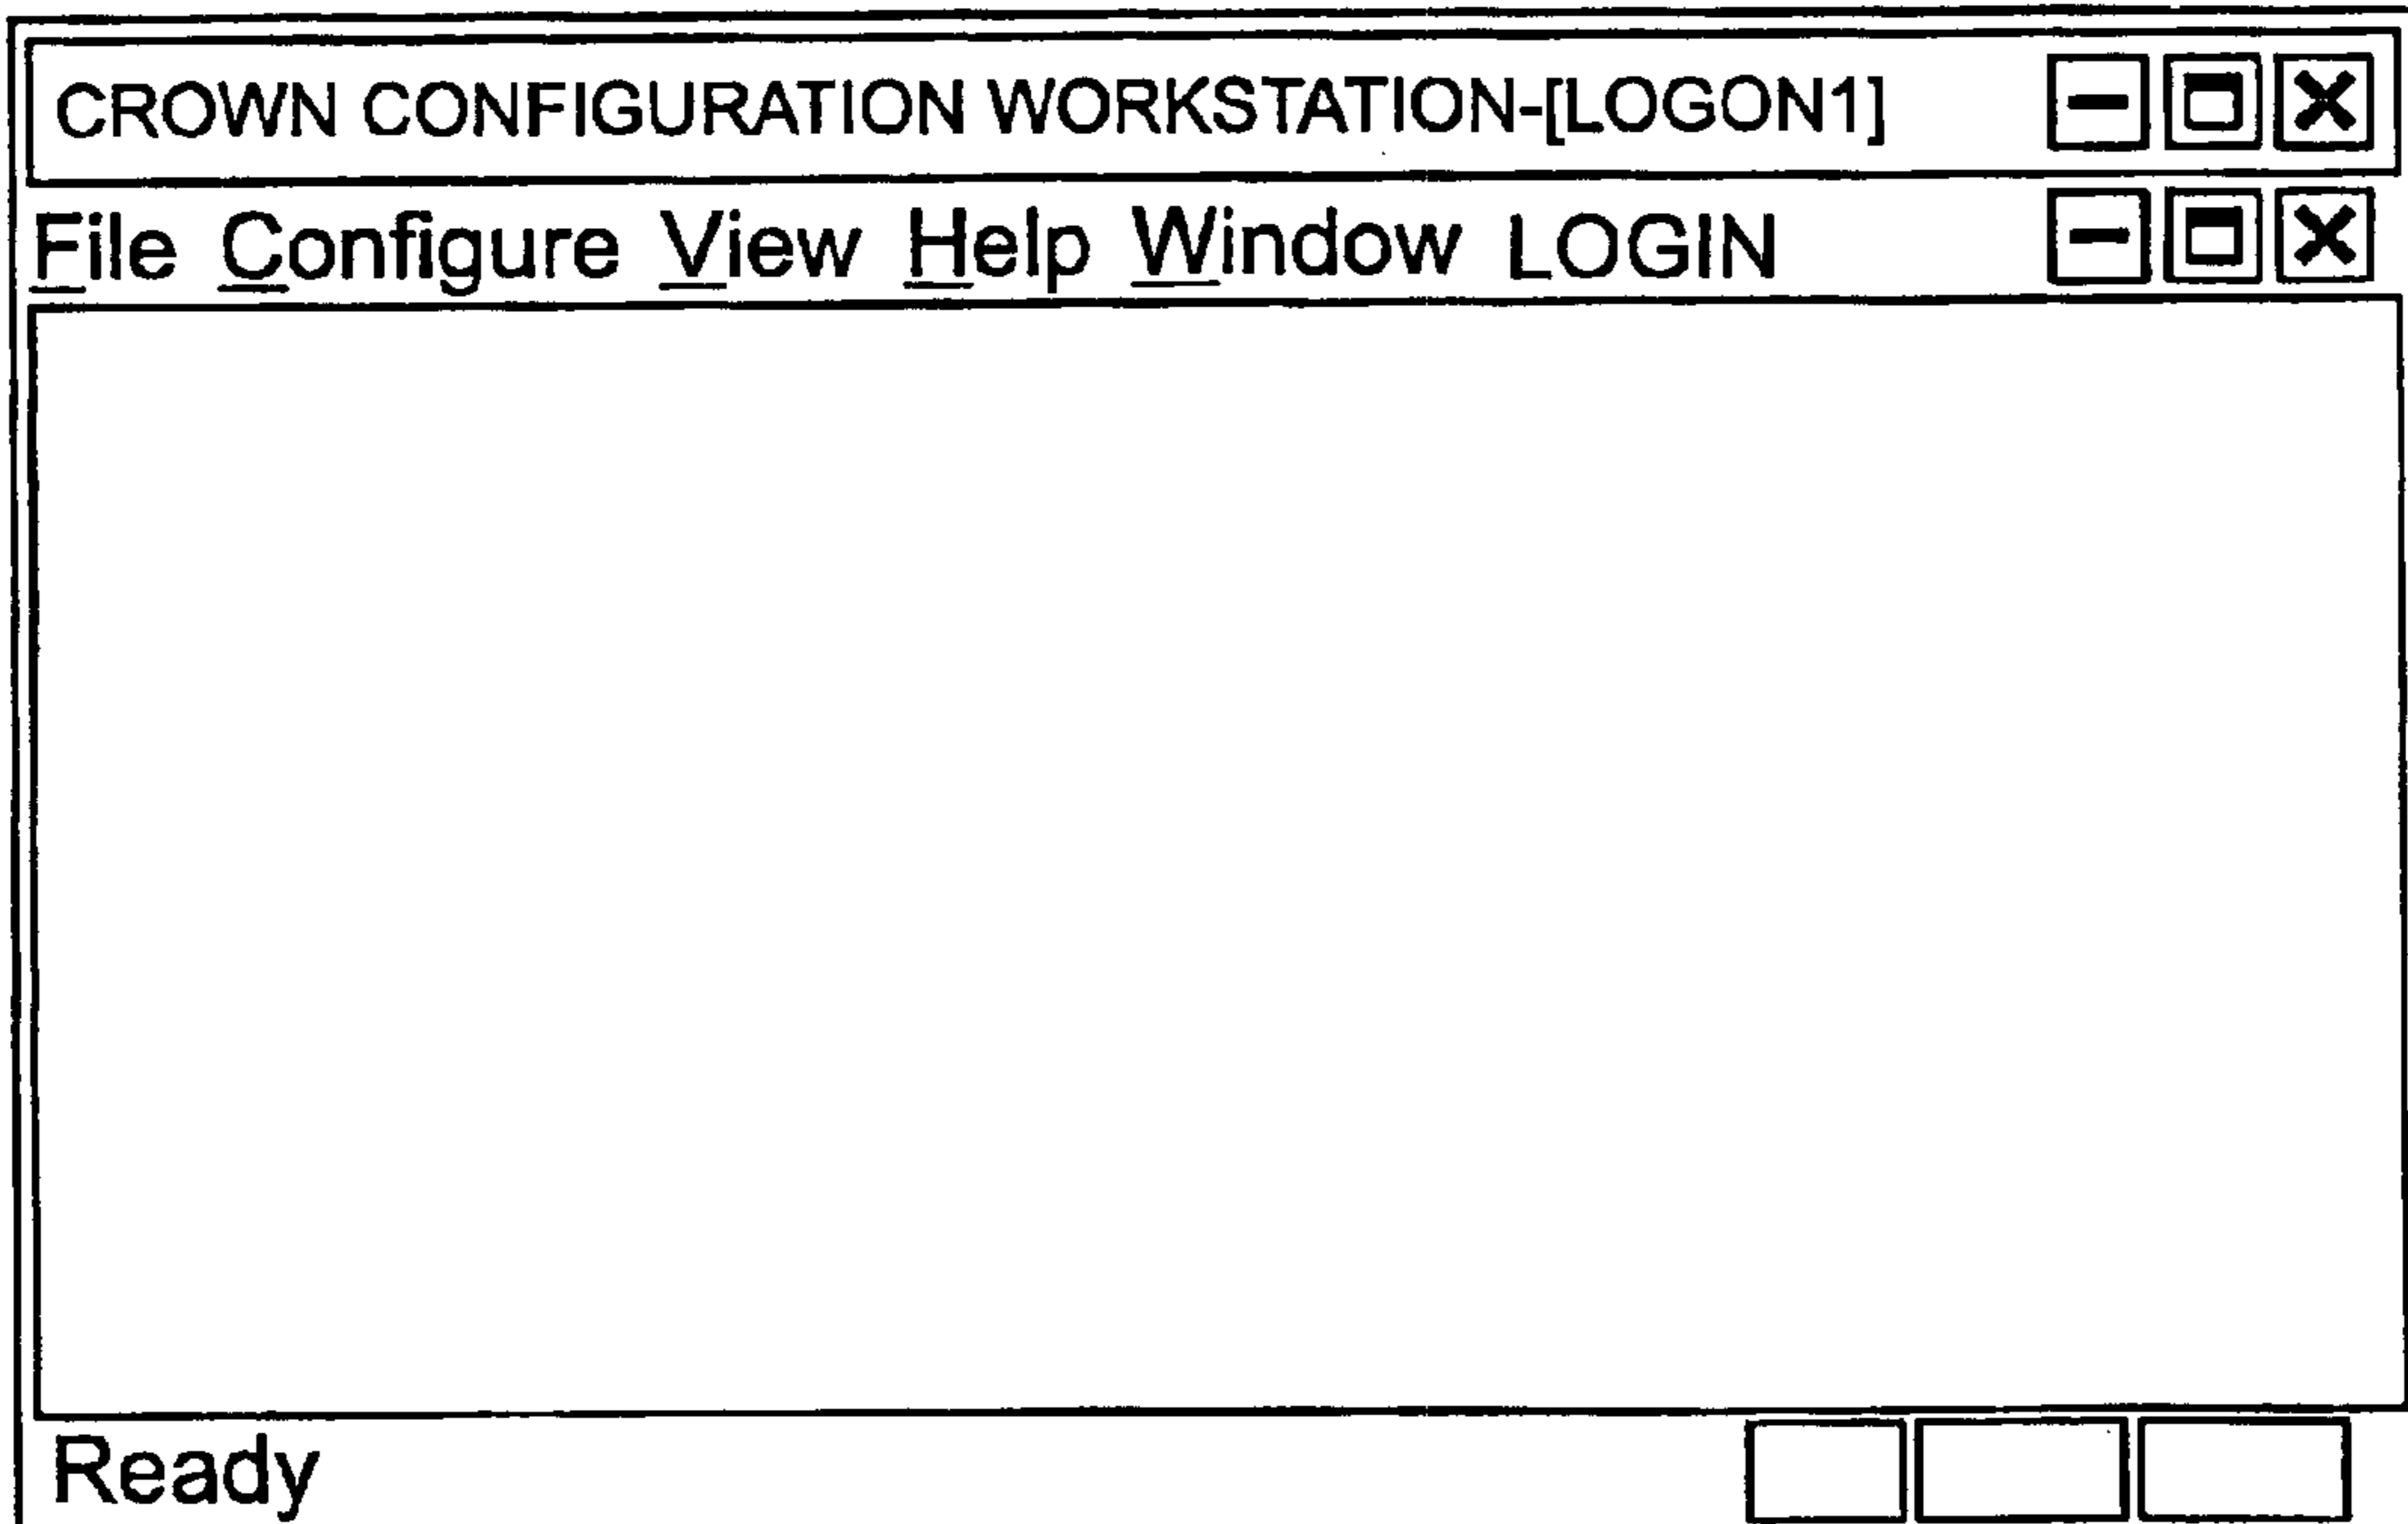 CROWN CONFIGURATION WORKSTATION-[LOGON1]
File Configure View Help Window LOGIN
Ready